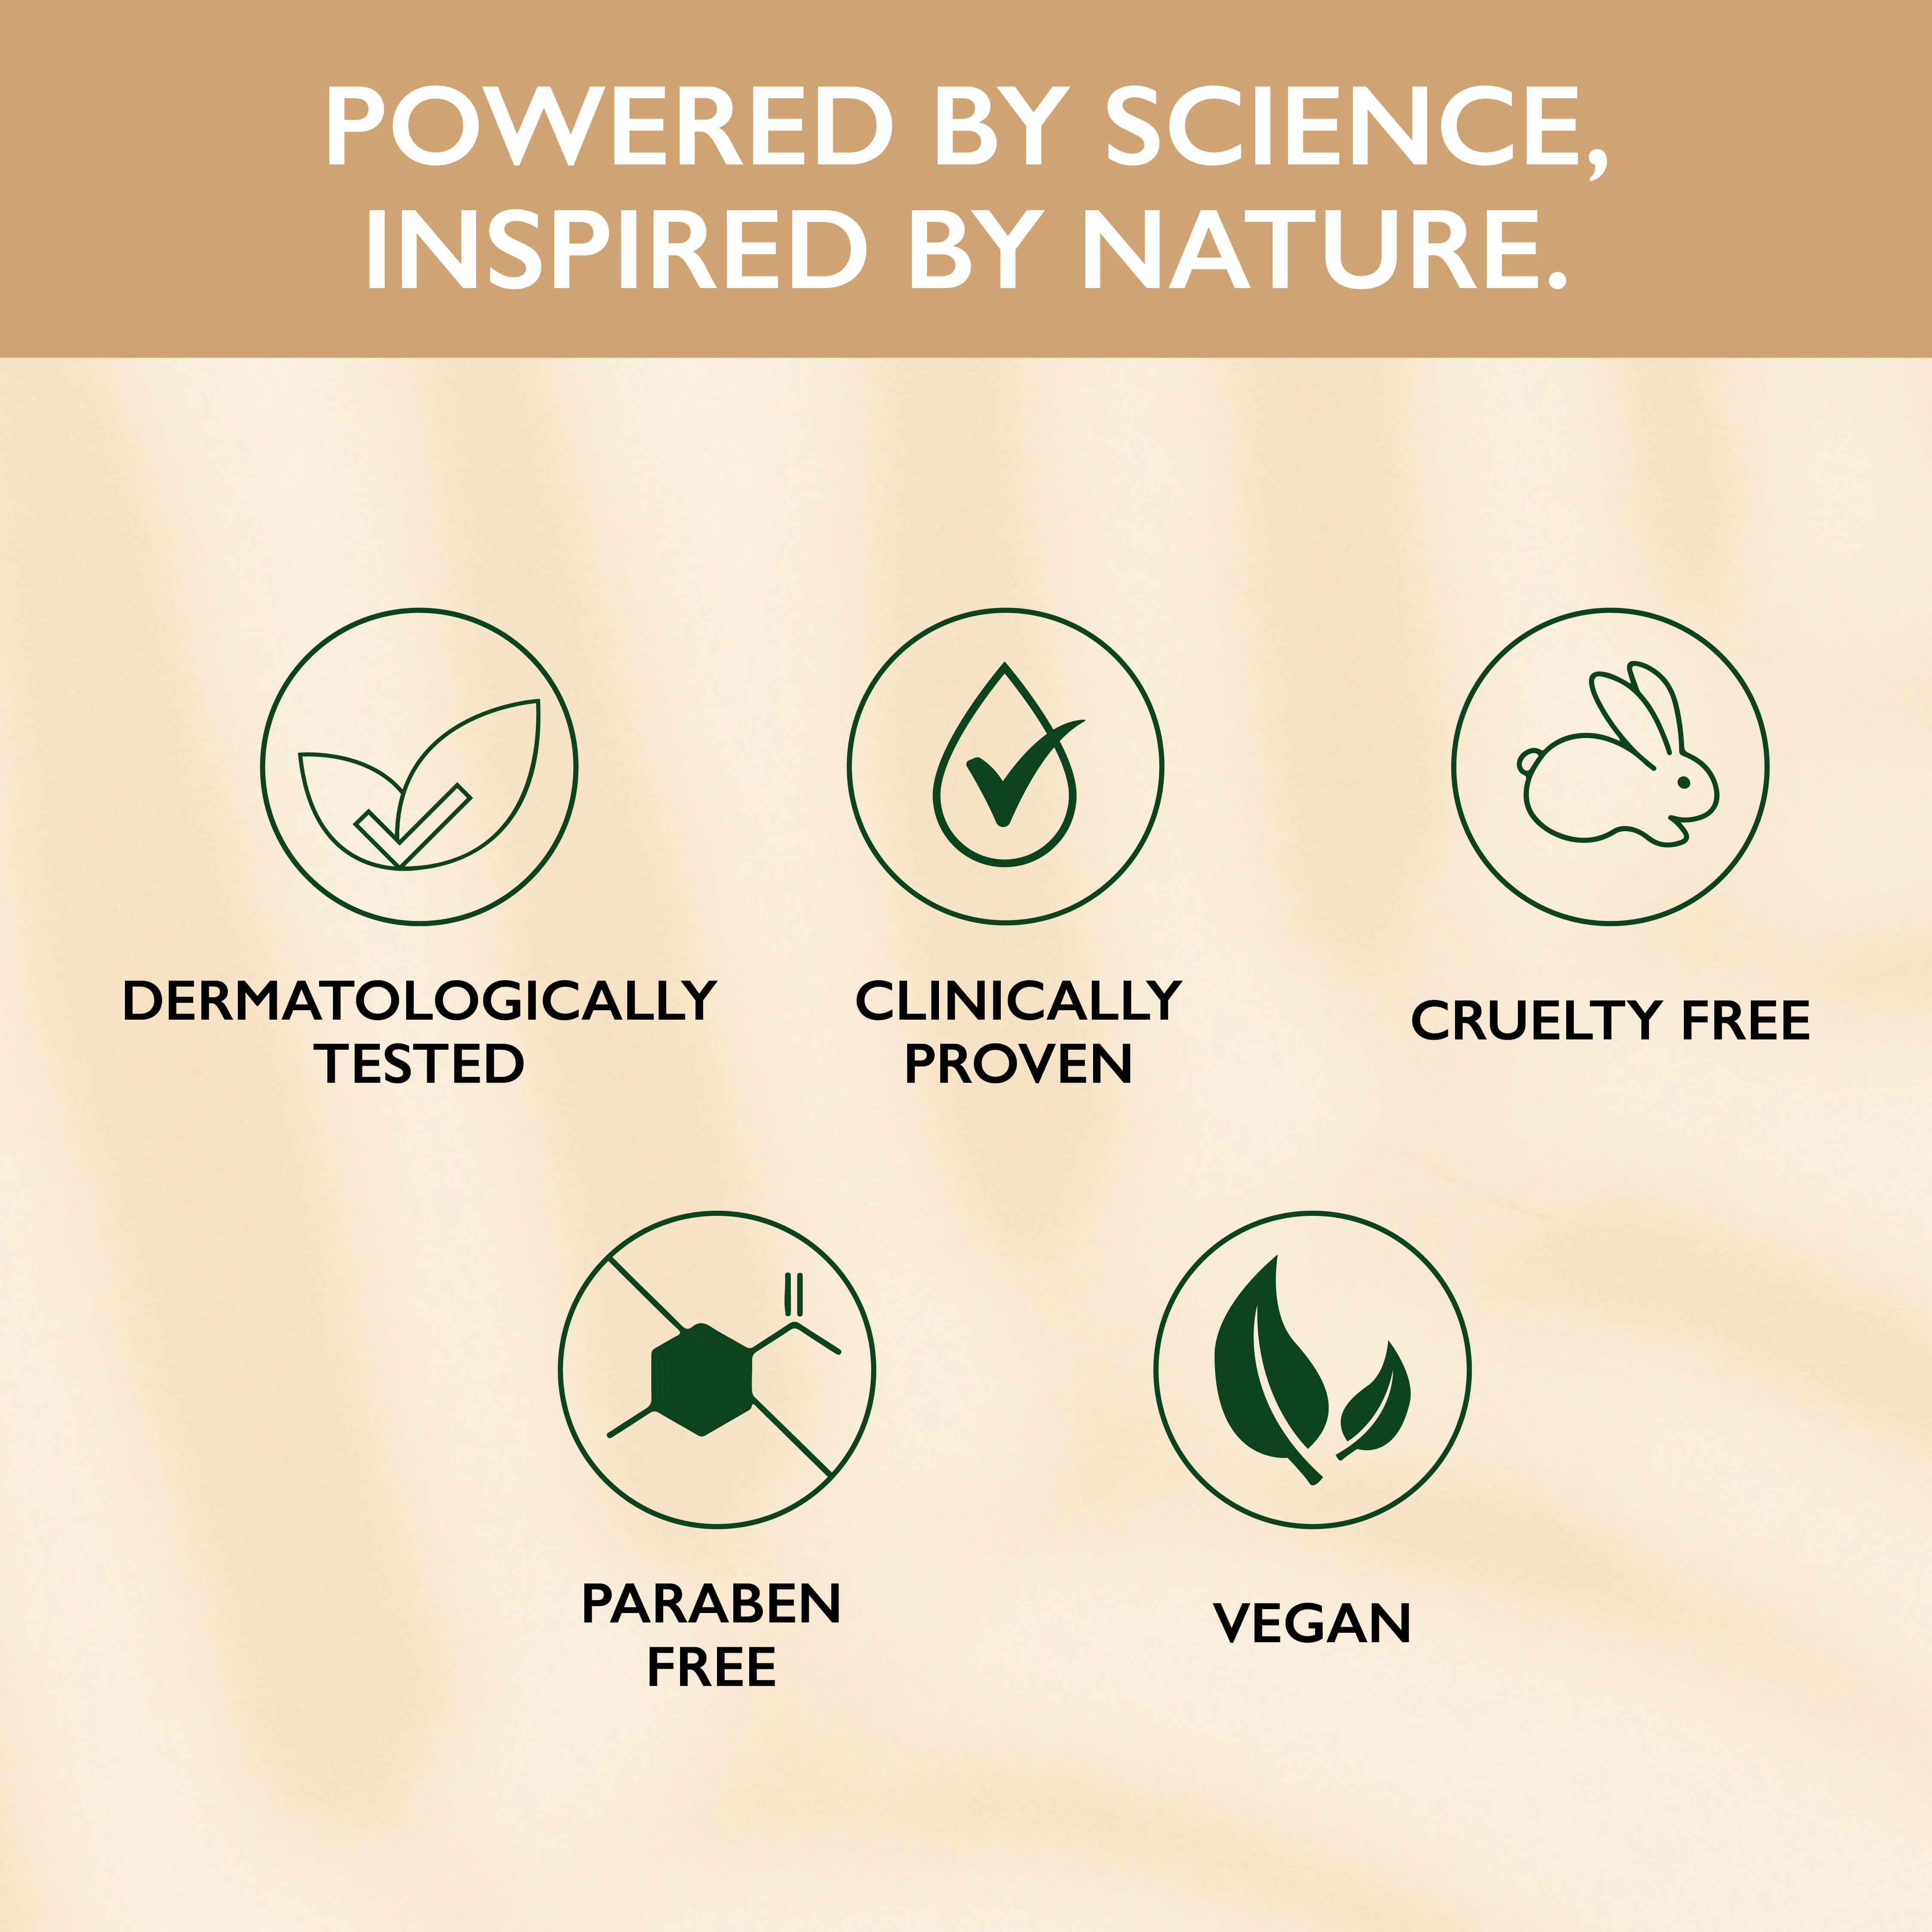 POWERED BY SCIENCE,
INSPIRED BY NATURE.
DERMATOLOGICALLY
TESTED
CLINICALLY
PROVEN
CRUELTY FREE
PARABEN
FREE
VEGAN